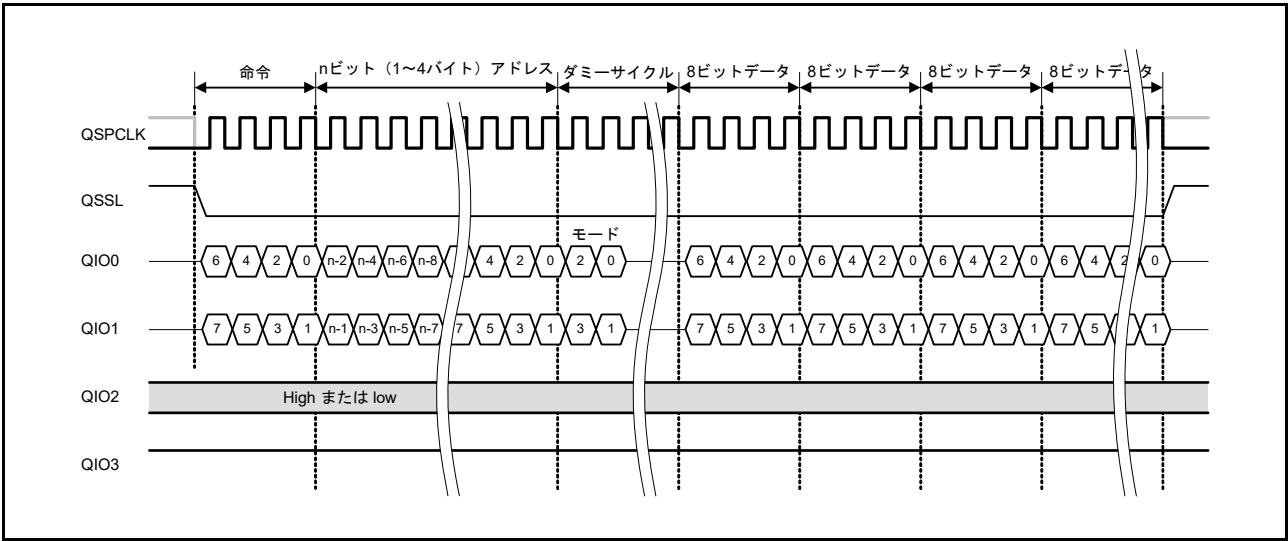 命令 nビット（1～4バイト）アドレス ダミーサイクル 8ビットデータ 8ビットデータ 8ビットデータ 8ビットデータ
QSPCLK
QSSL
モード
QIO0 6 4 2 0 n-2 n-4 n-6 n-8 4 2 0 2 0 6 4 2 0 6 4 2 0 6 4 2 0 6 4 2 0
QIO1 7 5 3 1 n-1 n-3 n-5 n-7 7 5 3 1 3 1 7 5 3 1 7 5 3 1 7 5 3 1 7 5 1
QIO2 High または low
QIO3